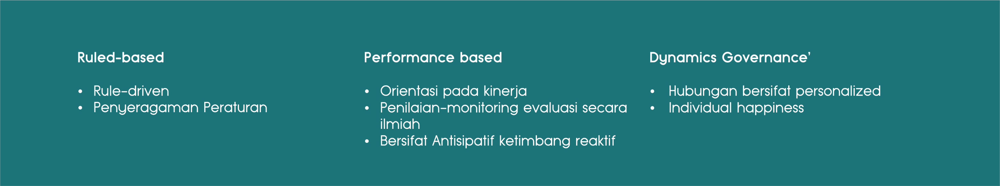 Ruled-based
• Rule-driven
• Penyeragaman Peraturan
Performance based
• Orientasi pada kinerja
• Penilaian-monitoring evaluasi secara
ilmiah
• Bersifat Antisipatif ketimbang reaktif
Dynamics Governance’
• Hubungan bersifat personalized
• Individual happiness